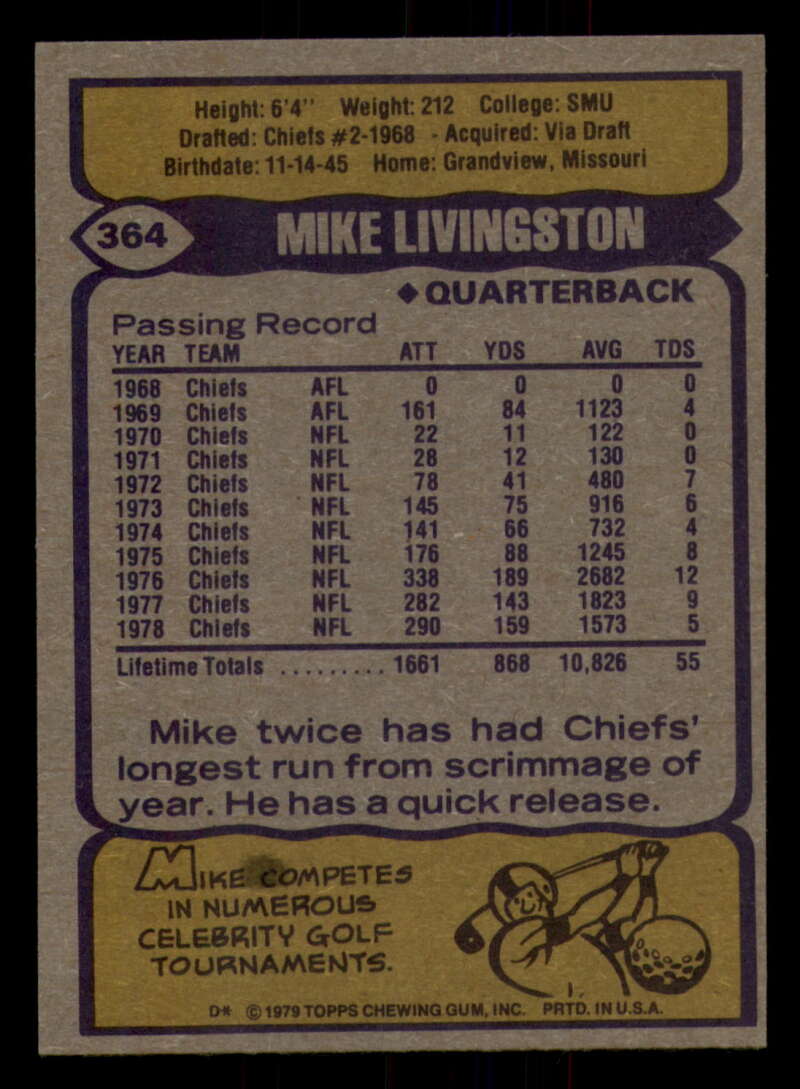 Height: 6'4" Weight: 212 College: SMU
Drafted: Chiefs #2-1968 - Acquired: Via Draft
Birthdate: 11-14-45 Home: Grandview, Missouri
364 MIKE LIVINGSTON
◆ QUARTERBACK
Passing Record
YEAR TEAM ATT YDS AVG TDS
1968 Chiefs AFL 0 0 0 0
1969 Chiefs AFL 161 84 1123 4
1970 Chiefs NFL 22 11 122 0
1971 Chiefs NFL 28 12 130 0
1972 Chiefs NFL 78 41 480 7
1973 Chiefs NFL 145 75 916 6
1974 Chiefs NFL 141 66 732 4
1975 Chiefs NFL 176 88 1245 8
1976 Chiefs NFL 338 189 2682 12
1977 Chiefs NFL 282 143 1823 9
1978 Chiefs NFL 290 159 1573 5
Lifetime Totals ......... 1661 868 10,826 55
Mike twice has had Chiefs'
longest run from scrimmage of
year. He has a quick release.
MIKE COMPETES
IN NUMEROUS
CELEBRITY GOLF
TOURNAMENTS.
D* © 1979 TOPPS CHEWING GUM, INC. PRTD. IN U.S.A.